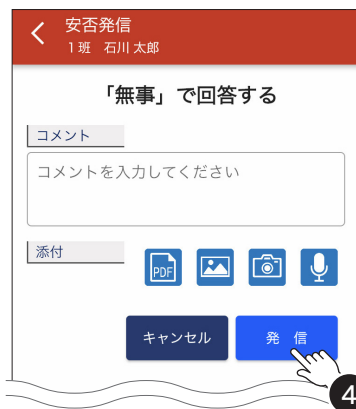 安否発信
1班 石川 太郎
「無事」で回答する
コメント
コメントを入力してください
添付
PDF
キャンセル
発 信
4